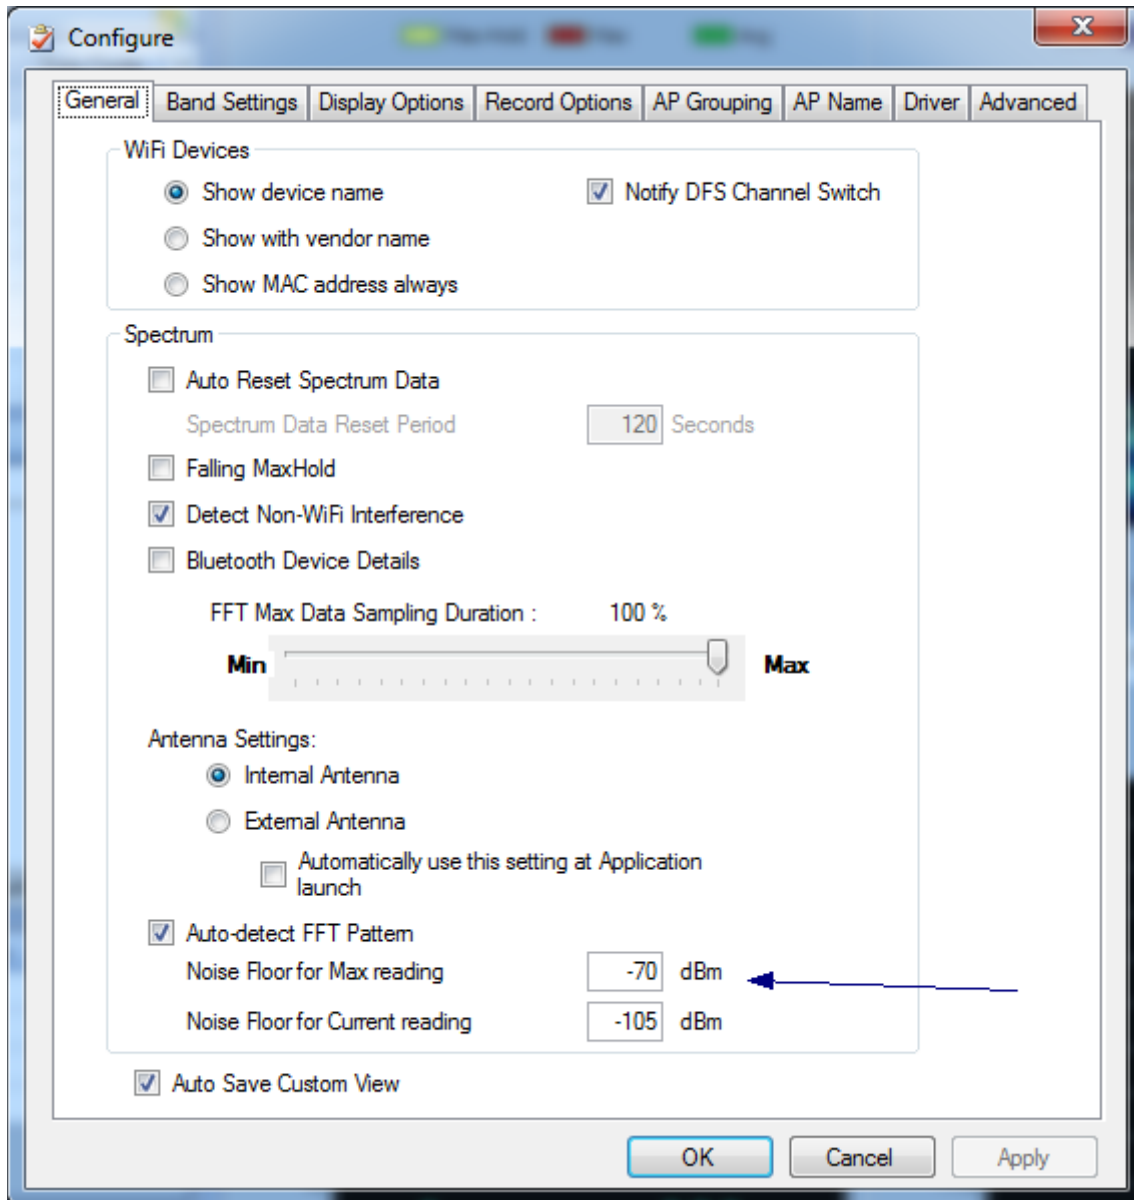 Configure
General Band Settings Display Options Record Options AP Grouping AP Name Driver Advanced
WiFi Devices
Show device name Notify DFS Channel Switch
Show with vendor name
Show MAC address always
Spectrum
Auto Reset Spectrum Data
Spectrum Data Reset Period 120 Seconds
Falling MaxHold
Detect Non-WiFi Interference
Bluetooth Device Details
FFT Max Data Sampling Duration : 100 %
Min Max
Antenna Settings:
Internal Antenna
External Antenna
Automatically use this setting at Application
launch
Auto-detect FFT Pattern
Noise Floor for Max reading -70 dBm
Noise Floor for Current reading -105 dBm
Auto Save Custom View
OK Cancel Apply